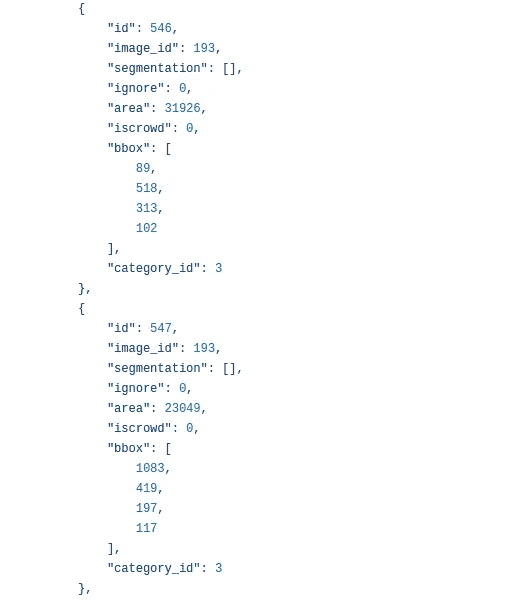 {
"id": 546,
"image_id": 193,
"segmentation": [],
"ignore": 0,
"area": 31926,
"iscrowd": 0,
"bbox": [
89,
518,
313,
102
],
"category_id": 3
},
{
"id": 547,
"image_id": 193,
"segmentation": [],
"ignore": 0,
"area": 23049,
"iscrowd": 0,
"bbox": [
1083,
419,
197,
117
],
"category_id": 3
},